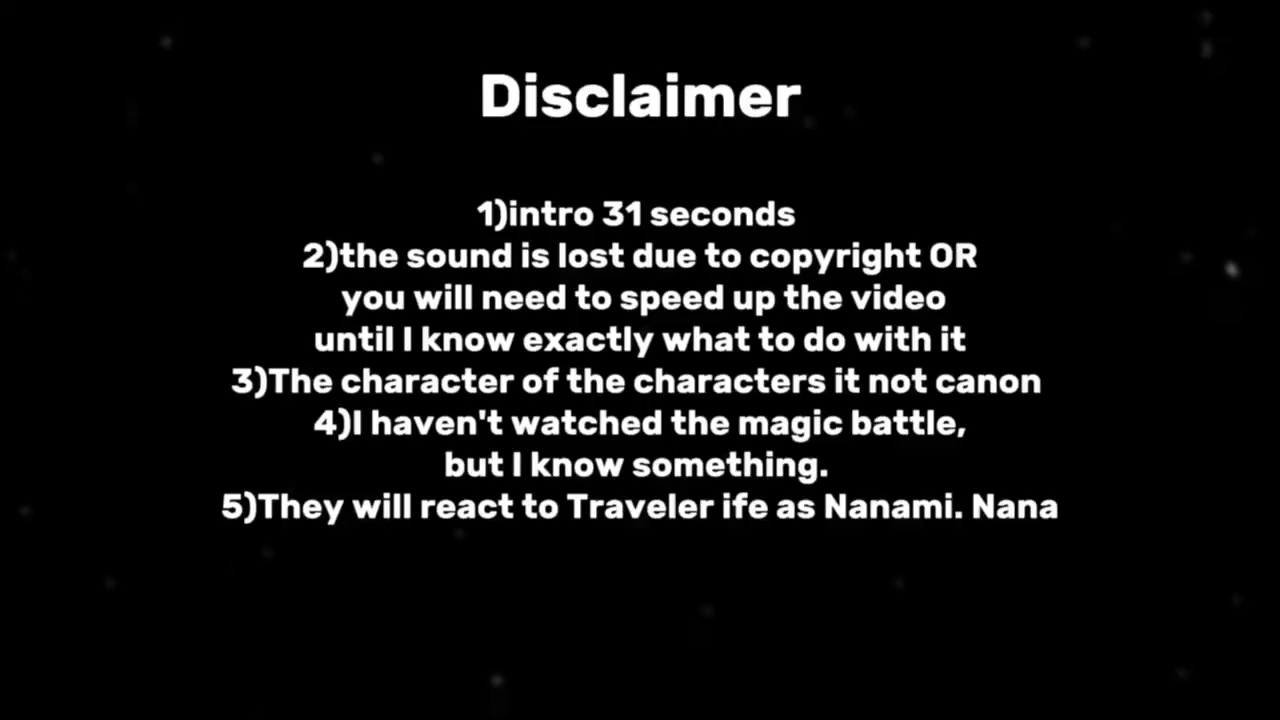 Disclaimer
1)intro 31 seconds
2)the sound is lost due to copyright OR
you will need to speed up the video
until I know exactly what to do with it
3)The character of the characters it not canon
4)I haven't watched the magic battle,
but I know something.
5)They will react to Traveler ife as Nanami. Nana